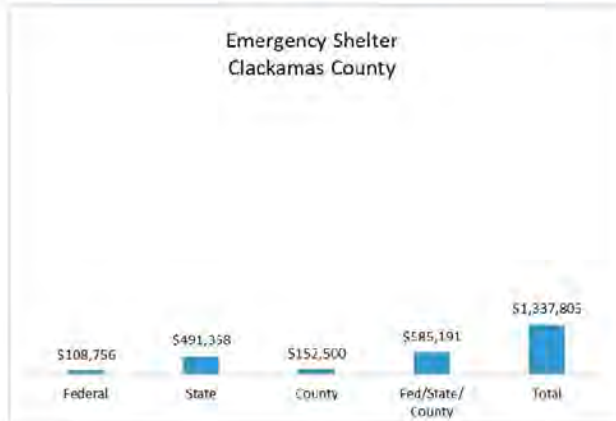 Emergency Shelter
Clackamas County
$1,337,805
$491,358
$585,191
$108,756
$152,500
Federal
State
County
Fed/State/
County
Total